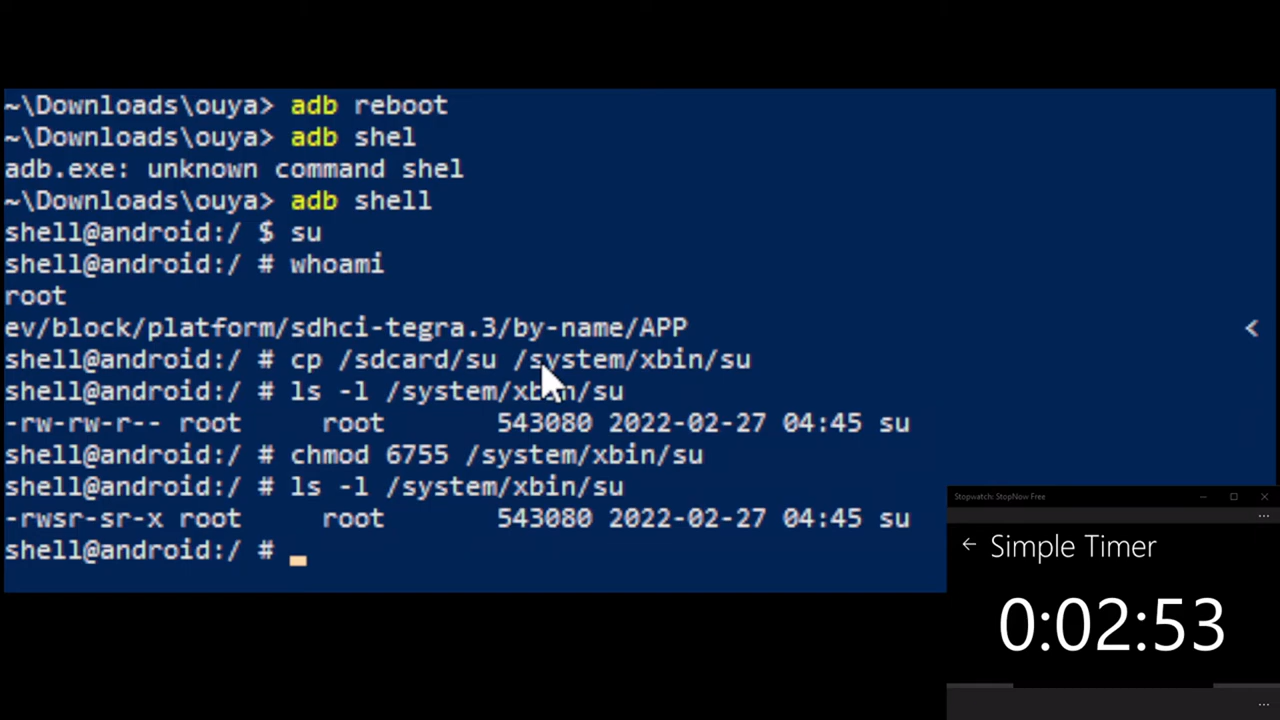 ~\Downloads\ouya> adb reboot
~\Downloads\ouya> adb shel
adb.exe: unknown command shel
~\Downloads\ouya> adb shell
shell@android:/ $ su
shell@android:/ # whoami
root
ev/block/platform/sdhci-tegra.3/by-name/APP <
shell@android:/ # cp /sdcard/su /system/xbin/su
shell@android:/ # ls -l /system/xbin/su
-rw-rw-r-- root root 543080 2022-02-27 04:45 su
shell@android:/ # chmod 6755 /system/xbin/su
shell@android:/ # ls -l /system/xbin/su
-rwsr-sr-x root root 543080 2022-02-27 04:45 su
shell@android:/ #
Stopwatch: StopNow Free
Simple Timer
0:02:53